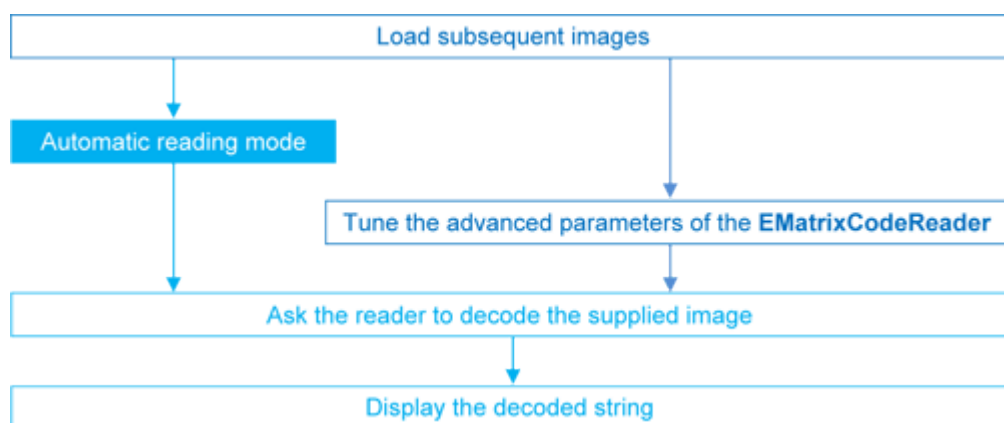 Load subsequent images
Automatic reading mode
Tune the advanced parameters of the EMatrixCodeReader
Ask the reader to decode the supplied image
Display the decoded string